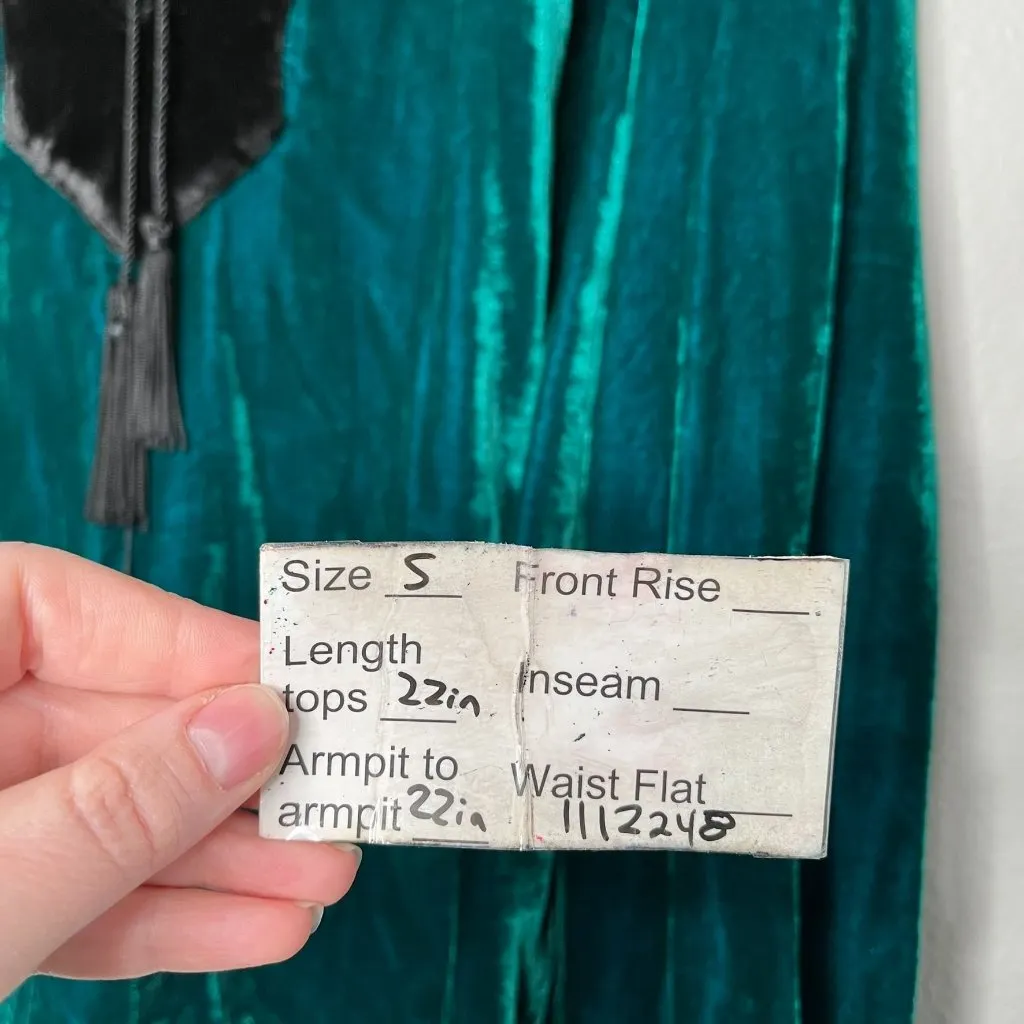 Size S
Length
tops 22in
Armpit to
armpit 22in
Front Rise
Inseam
Waist Flat
1112248